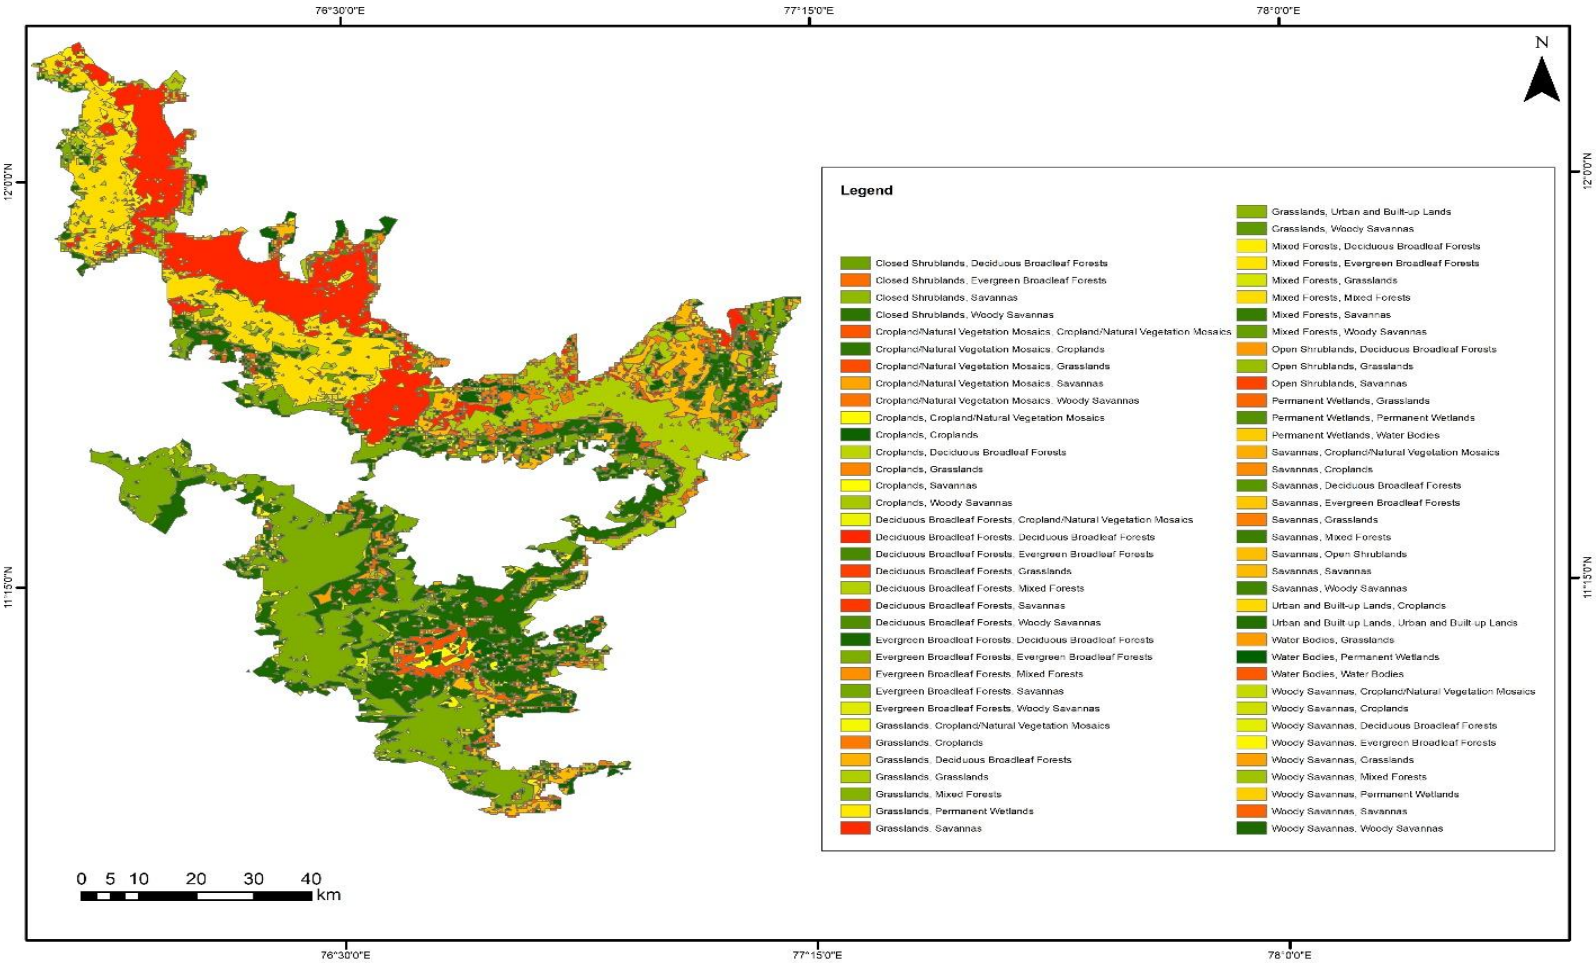 76°30'0"E
77°15'0"E
78°0'0"E
N
12°0'0"N
12°0'0"N
Legend
Closed Shrublands, Deciduous Broadleaf Forests
Closed Shrublands, Evergreen Broadleaf Forests
Closed Shrublands, Savannas
Closed Shrublands, Woody Savannas
Cropland/Natural Vegetation Mosaics, Cropland/Natural Vegetation Mosaics
Cropland/Natural Vegetation Mosaics, Croplands
Cropland/Natural Vegetation Mosaics, Grasslands
Cropland/Natural Vegetation Mosaics, Savannas
Cropland/Natural Vegetation Mosaics, Woody Savannas
Croplands, Cropland/Natural Vegetation Mosaics
Croplands, Croplands
Croplands, Deciduous Broadleaf Forests
Croplands, Grasslands
Croplands, Savannas
Croplands, Woody Savannas
Deciduous Broadleaf Forests, Cropland/Natural Vegetation Mosaics
Deciduous Broadleaf Forests, Deciduous Broadleaf Forests
Deciduous Broadleaf Forests, Evergreen Broadleaf Forests
Deciduous Broadleaf Forests, Grasslands
Deciduous Broadleaf Forests, Mixed Forests
Deciduous Broadleaf Forests, Savannas
Deciduous Broadleaf Forests, Woody Savannas
Evergreen Broadleaf Forests, Deciduous Broadleaf Forests
Evergreen Broadleaf Forests, Evergreen Broadleaf Forests
Evergreen Broadleaf Forests, Mixed Forests
Evergreen Broadleaf Forests, Savannas
Evergreen Broadleaf Forests, Woody Savannas
Grasslands, Cropland/Natural Vegetation Mosaics
Grasslands, Croplands
Grasslands, Deciduous Broadleaf Forests
Grasslands, Grasslands
Grasslands, Mixed Forests
Grasslands, Permanent Wetlands
Grasslands, Savannas
Grasslands, Urban and Built-up Lands
Grasslands, Woody Savannas
Mixed Forests, Deciduous Broadleaf Forests
Mixed Forests, Evergreen Broadleaf Forests
Mixed Forests, Grasslands
Mixed Forests, Mixed Forests
Mixed Forests, Savannas
Mixed Forests, Woody Savannas
Open Shrublands, Deciduous Broadleaf Forests
Open Shrublands, Grasslands
Open Shrublands, Savannas
Permanent Wetlands, Grasslands
Permanent Wetlands, Permanent Wetlands
Permanent Wetlands, Water Bodies
Savannas, Cropland/Natural Vegetation Mosaics
Savannas, Croplands
Savannas, Deciduous Broadleaf Forests
Savannas, Evergreen Broadleaf Forests
Savannas, Grasslands
Savannas, Mixed Forests
Savannas, Open Shrublands
Savannas, Savannas
Savannas, Woody Savannas
Urban and Built-up Lands, Croplands
Urban and Built-up Lands, Urban and Built-up Lands
Water Bodies, Grasslands
Water Bodies, Permanent Wetlands
Water Bodies, Water Bodies
Woody Savannas, Cropland/Natural Vegetation Mosaics
Woody Savannas, Croplands
Woody Savannas, Deciduous Broadleaf Forests
Woody Savannas, Evergreen Broadleaf Forests
Woody Savannas, Grasslands
Woody Savannas, Mixed Forests
Woody Savannas, Permanent Wetlands
Woody Savannas, Savannas
Woody Savannas, Woody Savannas
11°15'0"N
11°15'0"N
0 5 10 20 30 40
km
76°30'0"E
77°15'0"E
78°0'0"E